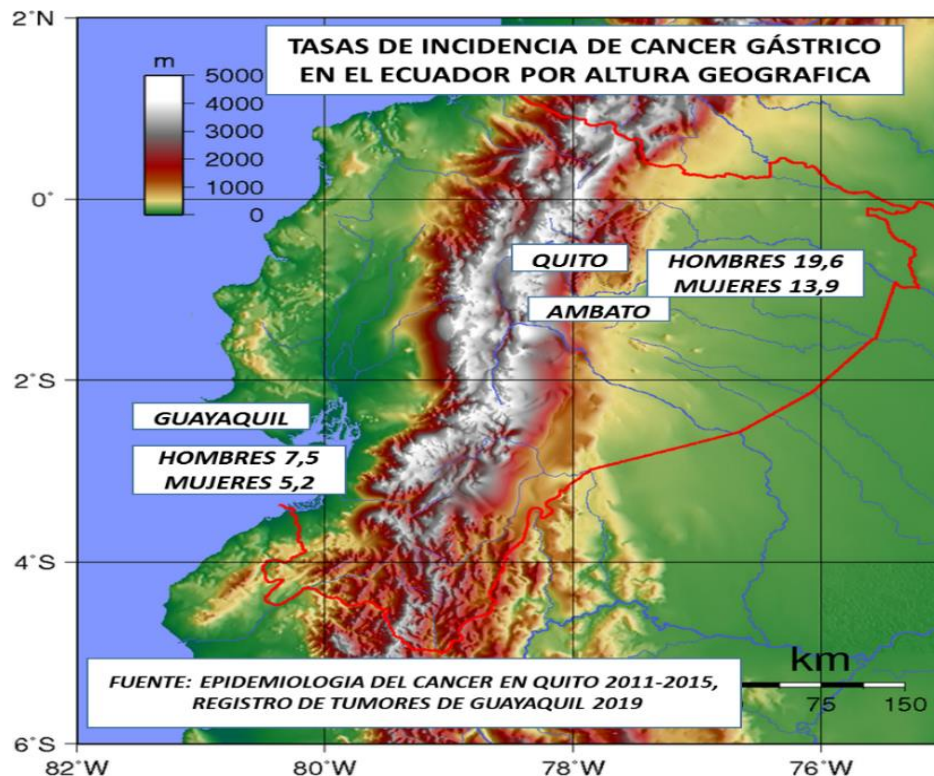 2°N
TASAS DE INCIDENCIA DE CANCER GÁSTRICO
EN EL ECUADOR POR ALTURA GEOGRAFICA
m
5000
4000
3000
2000
1000
0
0°
QUITO
HOMBRES 19,6
MUJERES 13,9
AMBATO
2°S
GUAYAQUIL
HOMBRES 7,5
MUJERES 5,2
4°S
km
75 150
FUENTE: EPIDEMIOLOGIA DEL CANCER EN QUITO 2011-2015,
REGISTRO DE TUMORES DE GUAYAQUIL 2019
6°S
82°W 80°W 78°W 76°W